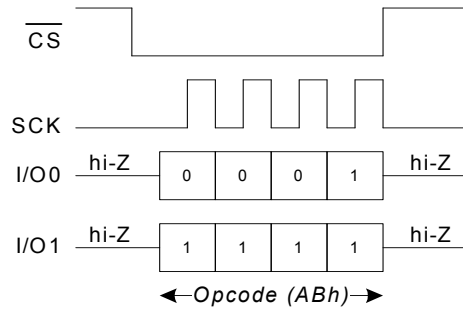 CS
SCK
I/O0 hi-Z 0 0 0 1 hi-Z
I/O1 hi-Z 1 1 1 1 hi-Z
Opcode (ABh)